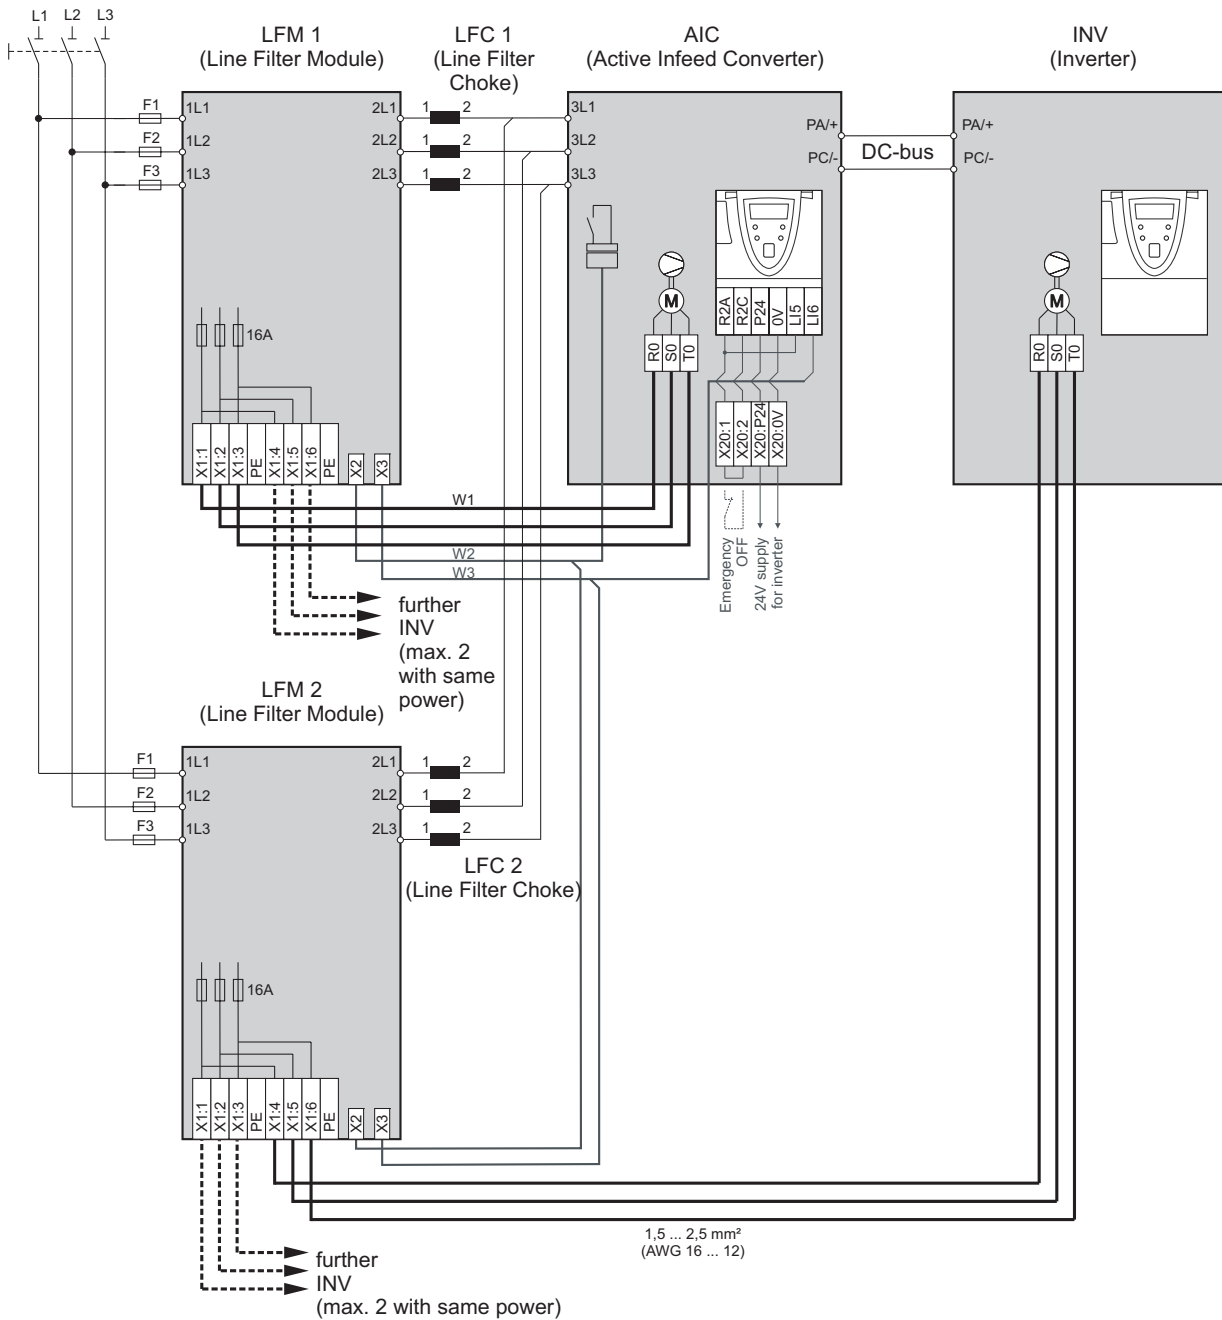 L1 L2 L3
LFM 1
(Line Filter Module)
LFC 1
(Line Filter
Choke)
AIC
(Active Infeed Converter)
INV
(Inverter)
F1 1L1 2L1 1 2 3L1
F2 1L2 2L2 1 2 3L2
F3 1L3 2L3 1 2 3L3
PA/+ PA/+
PC/- DC-bus PC/-
16A
M
R0 S0 T0
R2A R2C P24 0V LI5 LI6
M
R0 S0 T0
X20:1 X20:2 X20:P24 X20:0V
X1:1 X1:2 X1:3 PE X1:4 X1:5 X1:6 PE X2 X3
W1
W2
W3
Emergency
OFF
24V supply
for inverter
further
INV
(max. 2
with same
power)
LFM 2
(Line Filter Module)
F1 1L1 2L1 1 2
F2 1L2 2L2 1 2
F3 1L3 2L3 1 2
LFC 2
(Line Filter Choke)
16A
X1:1 X1:2 X1:3 PE X1:4 X1:5 X1:6 PE X2 X3
1,5 ... 2,5 mm²
(AWG 16 ... 12)
further
INV
(max. 2 with same power)